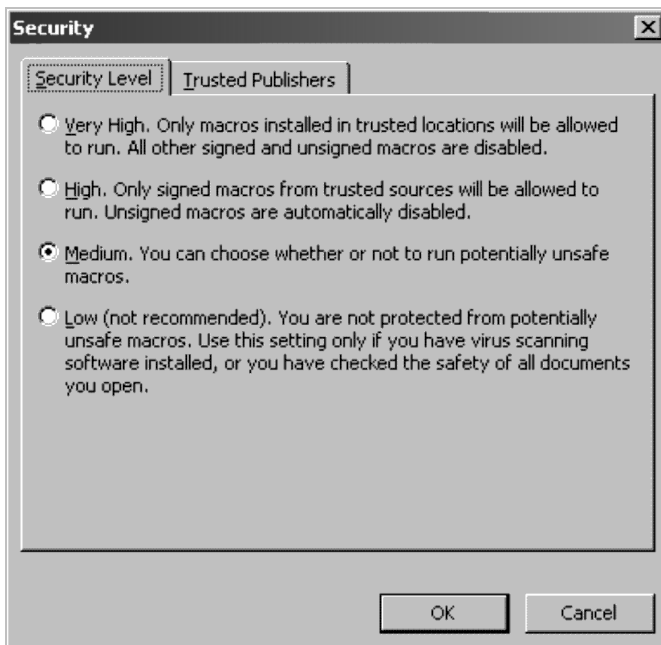 Security
Security Level
Trusted Publishers
Very High. Only macros installed in trusted locations will be allowed
to run. All other signed and unsigned macros are disabled.
High. Only signed macros from trusted sources will be allowed to
run. Unsigned macros are automatically disabled.
Medium. You can choose whether or not to run potentially unsafe
macros.
Low (not recommended). You are not protected from potentially
unsafe macros. Use this setting only if you have virus scanning
software installed, or you have checked the safety of all documents
you open.
OK
Cancel